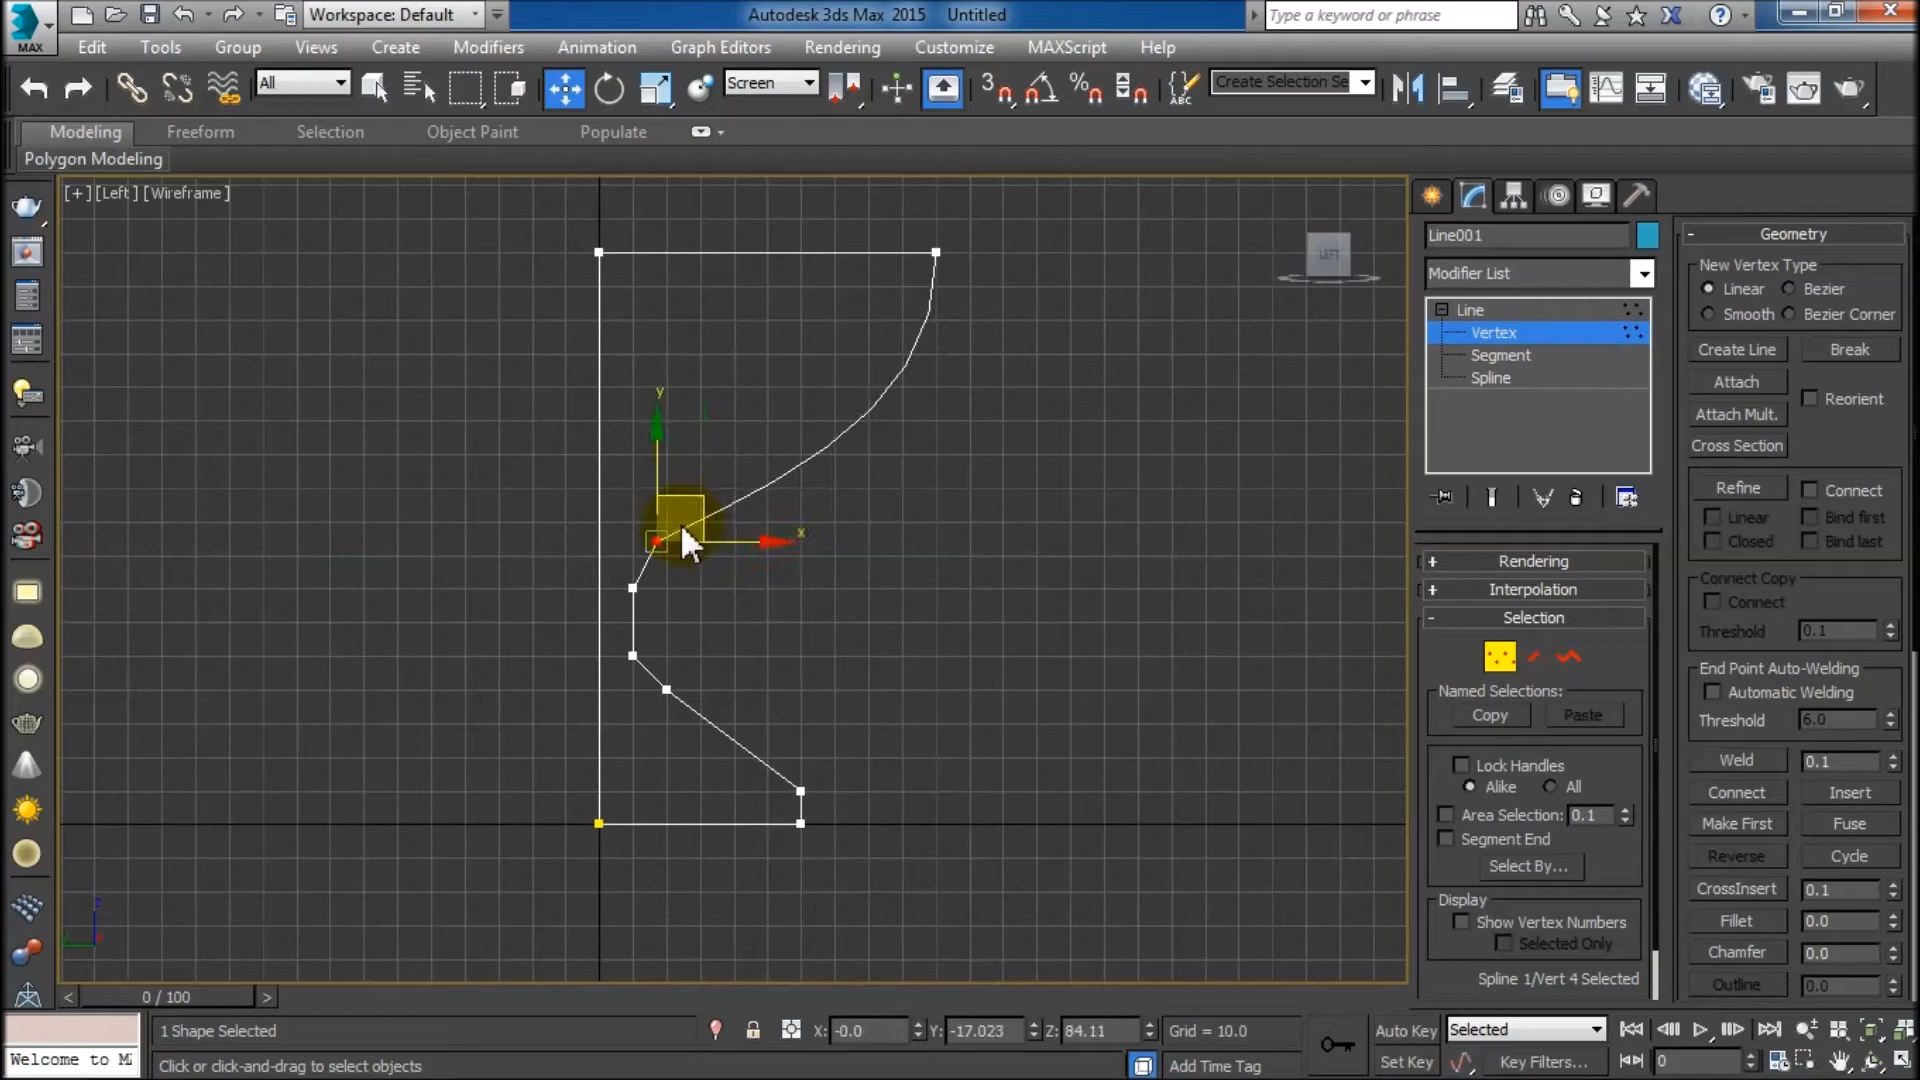 Workspace: Default
Autodesk 3ds Max 2015 Untitled
Type a keyword or phrase
MAX
Edit Tools Group Views Create Modifiers Animation Graph Editors Rendering Customize MAXScript Help
All
Screen
3
ABC
Create Selection Se
Modeling Freeform Selection Object Paint Populate
Polygon Modeling
[+] [Left] [Wireframe]
LEFT
y
x
z
Line001
Modifier List
Line
Vertex
Segment
Spline
Rendering
Interpolation
Selection
Named Selections:
Copy Paste
Lock Handles
Alike All
Area Selection: 0.1
Segment End
Select By...
Display
Show Vertex Numbers
Selected Only
Spline 1/Vert 4 Selected
Geometry
New Vertex Type
Linear Bezier
Smooth Bezier Corner
Create Line Break
Attach Reorient
Attach Mult.
Cross Section
Refine Connect
Linear Bind first
Closed Bind last
Connect Copy
Connect
Threshold 0.1
End Point Auto-Welding
Automatic Welding
Threshold 6.0
Weld 0.1
Connect Insert
Make First Fuse
Reverse Cycle
CrossInsert 0.1
Fillet 0.0
Chamfer 0.0
Outline 0.0
< 0 / 100 >
1 Shape Selected
X: -0.0 Y: -17.023 Z: 84.11 Grid = 10.0
Auto Key Selected
Welcome to M
Click or click-and-drag to select objects
Add Time Tag
Set Key Key Filters... 0